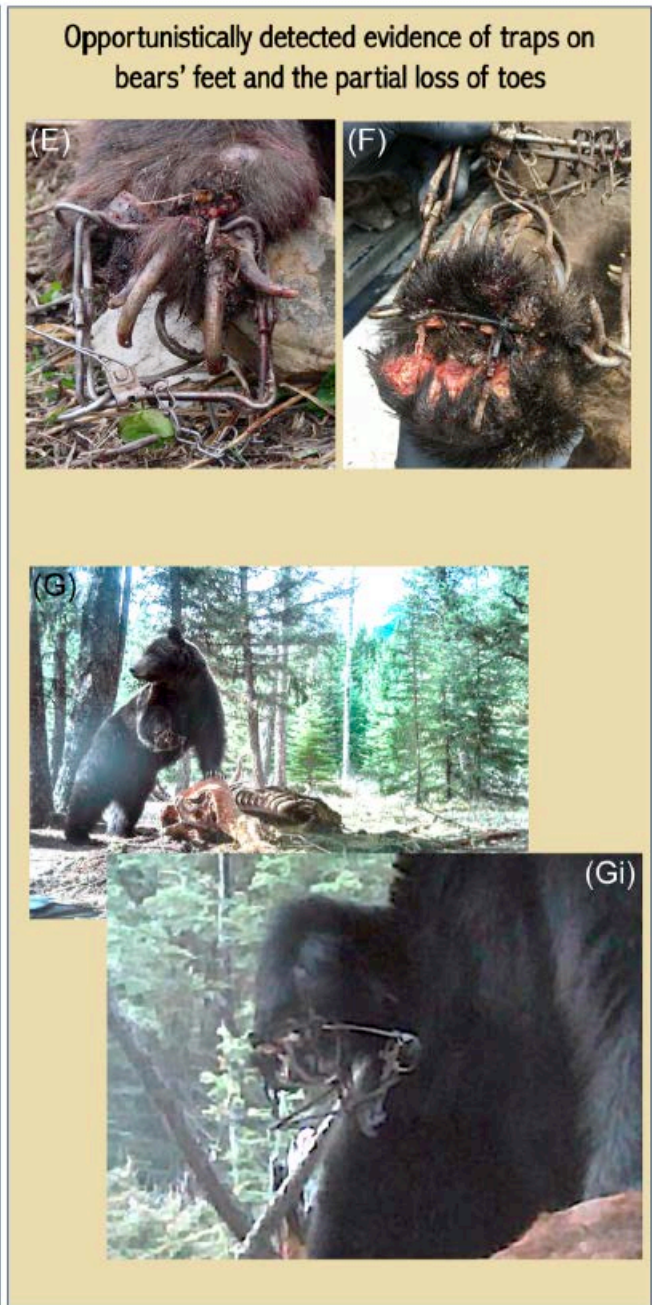 Opportunistically detected evidence of traps on
bears' feet and the partial loss of toes
(E)
(F)
(G)
(Gi)